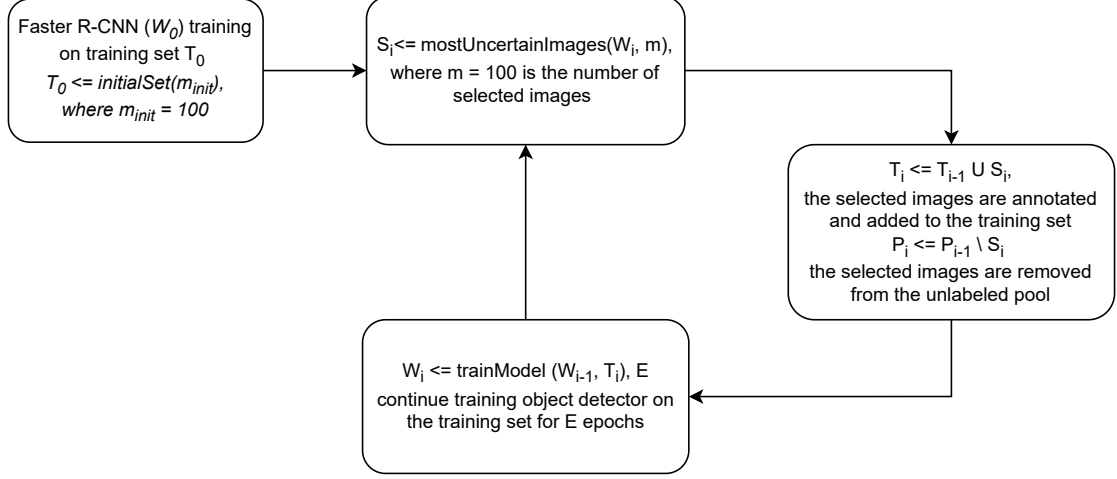 Faster R-CNN (W₀) training
on training set T₀
T₀ <= initialSet(mᵢₙᵢₜ),
where mᵢₙᵢₜ = 100
Sᵢ<= mostUncertainImages(Wᵢ, m),
where m = 100 is the number of
selected images
Tᵢ <= Tᵢ₋₁ U Sᵢ,
the selected images are annotated
and added to the training set
Pᵢ <= Pᵢ₋₁ \ Sᵢ
the selected images are removed
from the unlabeled pool
Wᵢ <= trainModel (Wᵢ₋₁, Tᵢ), E
continue training object detector on
the training set for E epochs